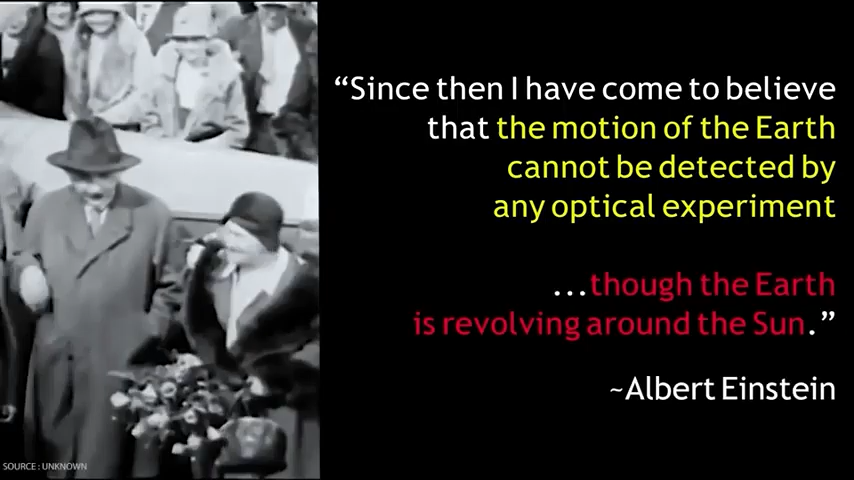 “Since then I have come to believe
that the motion of the Earth
cannot be detected by
any optical experiment
...though the Earth
is revolving around the Sun.”
~Albert Einstein
SOURCE : UNKNOWN